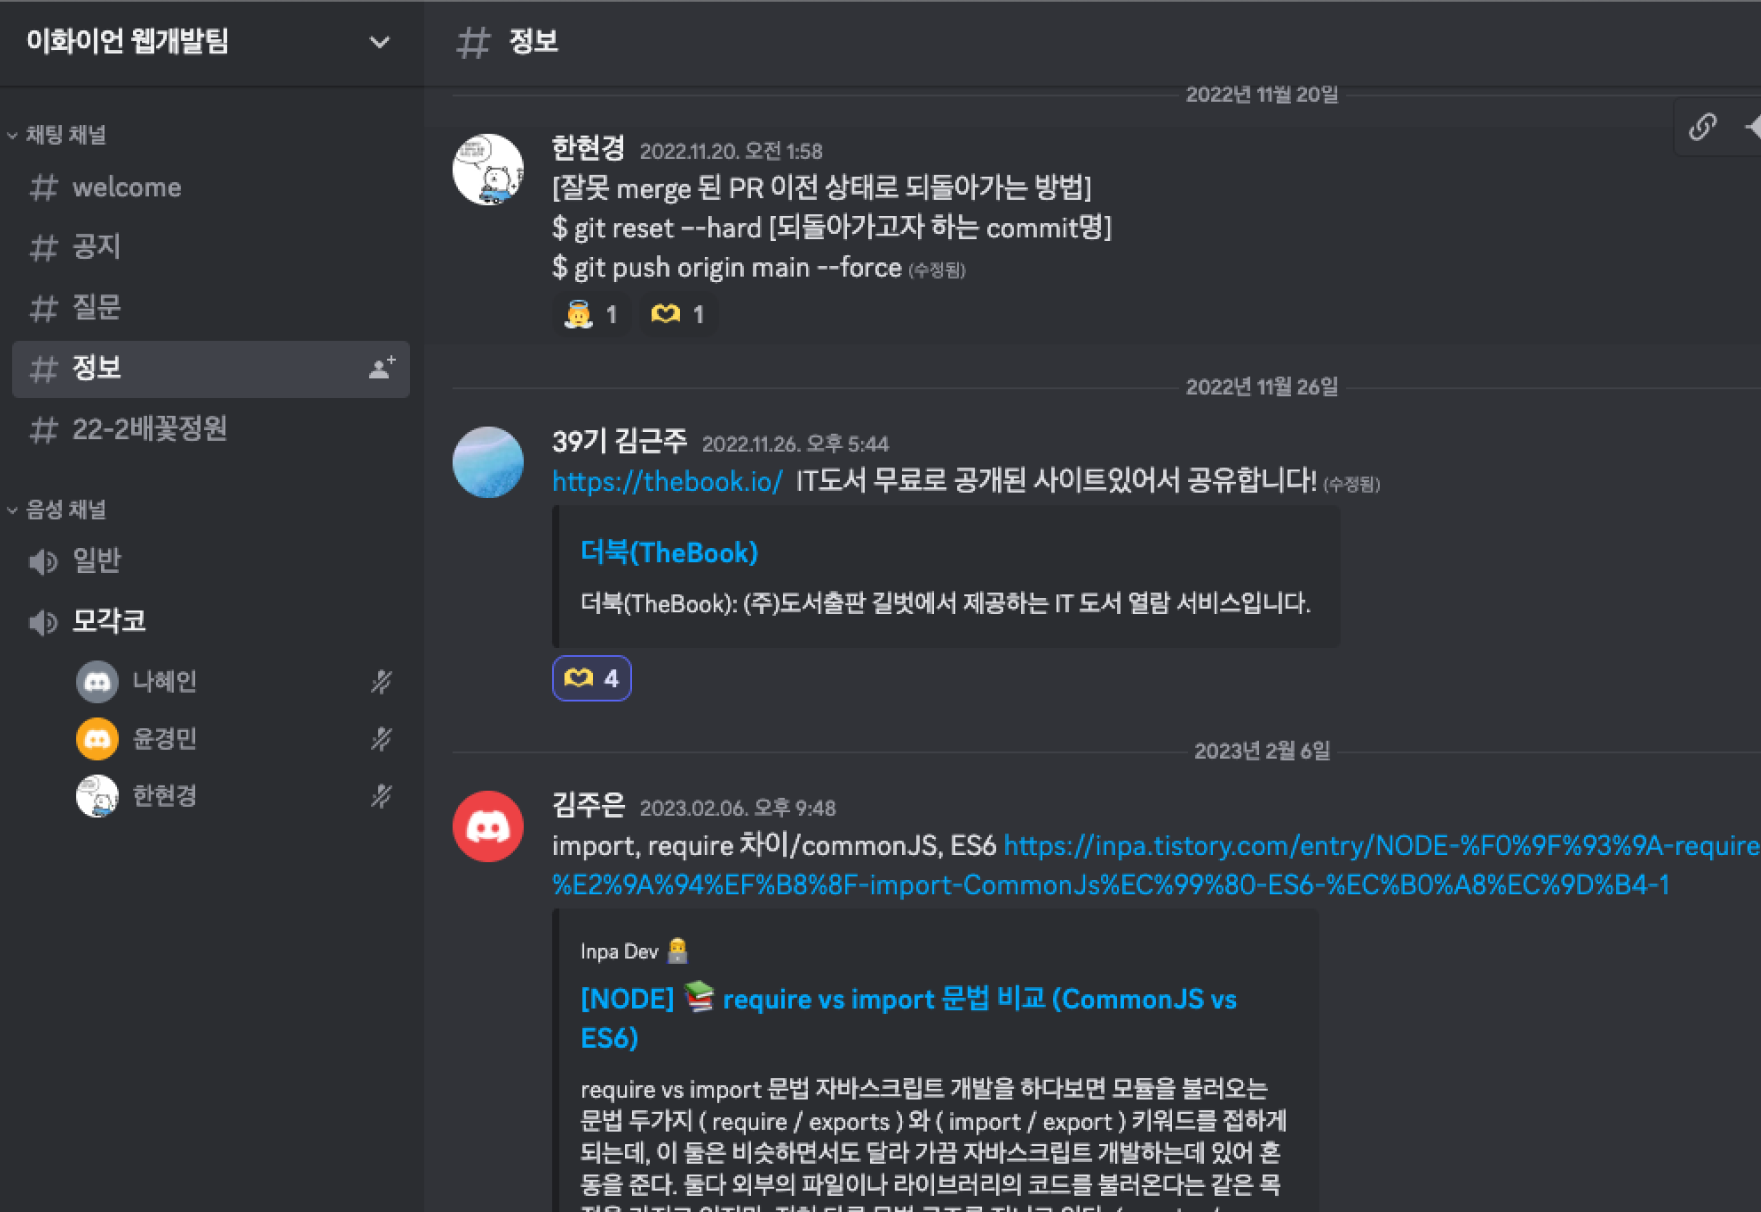 이화이언 웹개발팀
채팅 채널
# welcome
# 공지
# 질문
# 정보
# 22-2배꽃정원
음성 채널
일반
모각코
나혜인
윤경민
한현경
# 정보
2022년 11월 20일
한현경 2022.11.20. 오전 1:58
[잘못 merge 된 PR 이전 상태로 되돌아가는 방법]
$ git reset --hard [되돌아가고자 하는 commit명]
$ git push origin main --force (수정됨)
1 1
2022년 11월 26일
39기 김근주 2022.11.26. 오후 5:44
https://thebook.io/ IT도서 무료로 공개된 사이트있어서 공유합니다! (수정됨)
더북(TheBook)
더북(TheBook): (주)도서출판 길벗에서 제공하는 IT 도서 열람 서비스입니다.
4
2023년 2월 6일
김주은 2023.02.06. 오후 9:48
import, require 차이/commonJS, ES6 https://inpa.tistory.com/entry/NODE-%F0%9F%93%9A-require
%E2%9A%94%EF%B8%8F-import-CommonJs%EC%99%80-ES6-%EC%B0%A8%EC%9D%B4-1
Inpa Dev
[NODE] 📚 require vs import 문법 비교 (CommonJS vs
ES6)
require vs import 문법 자바스크립트 개발을 하다보면 모듈을 불러오는
문법 두가지 ( require / exports ) 와 ( import / export ) 키워드를 접하게
되는데, 이 둘은 비슷하면서도 달라 가끔 자바스크립트 개발하는데 있어 혼
동을 준다. 둘다 외부의 파일이나 라이브러리의 코드를 불러온다는 같은 목